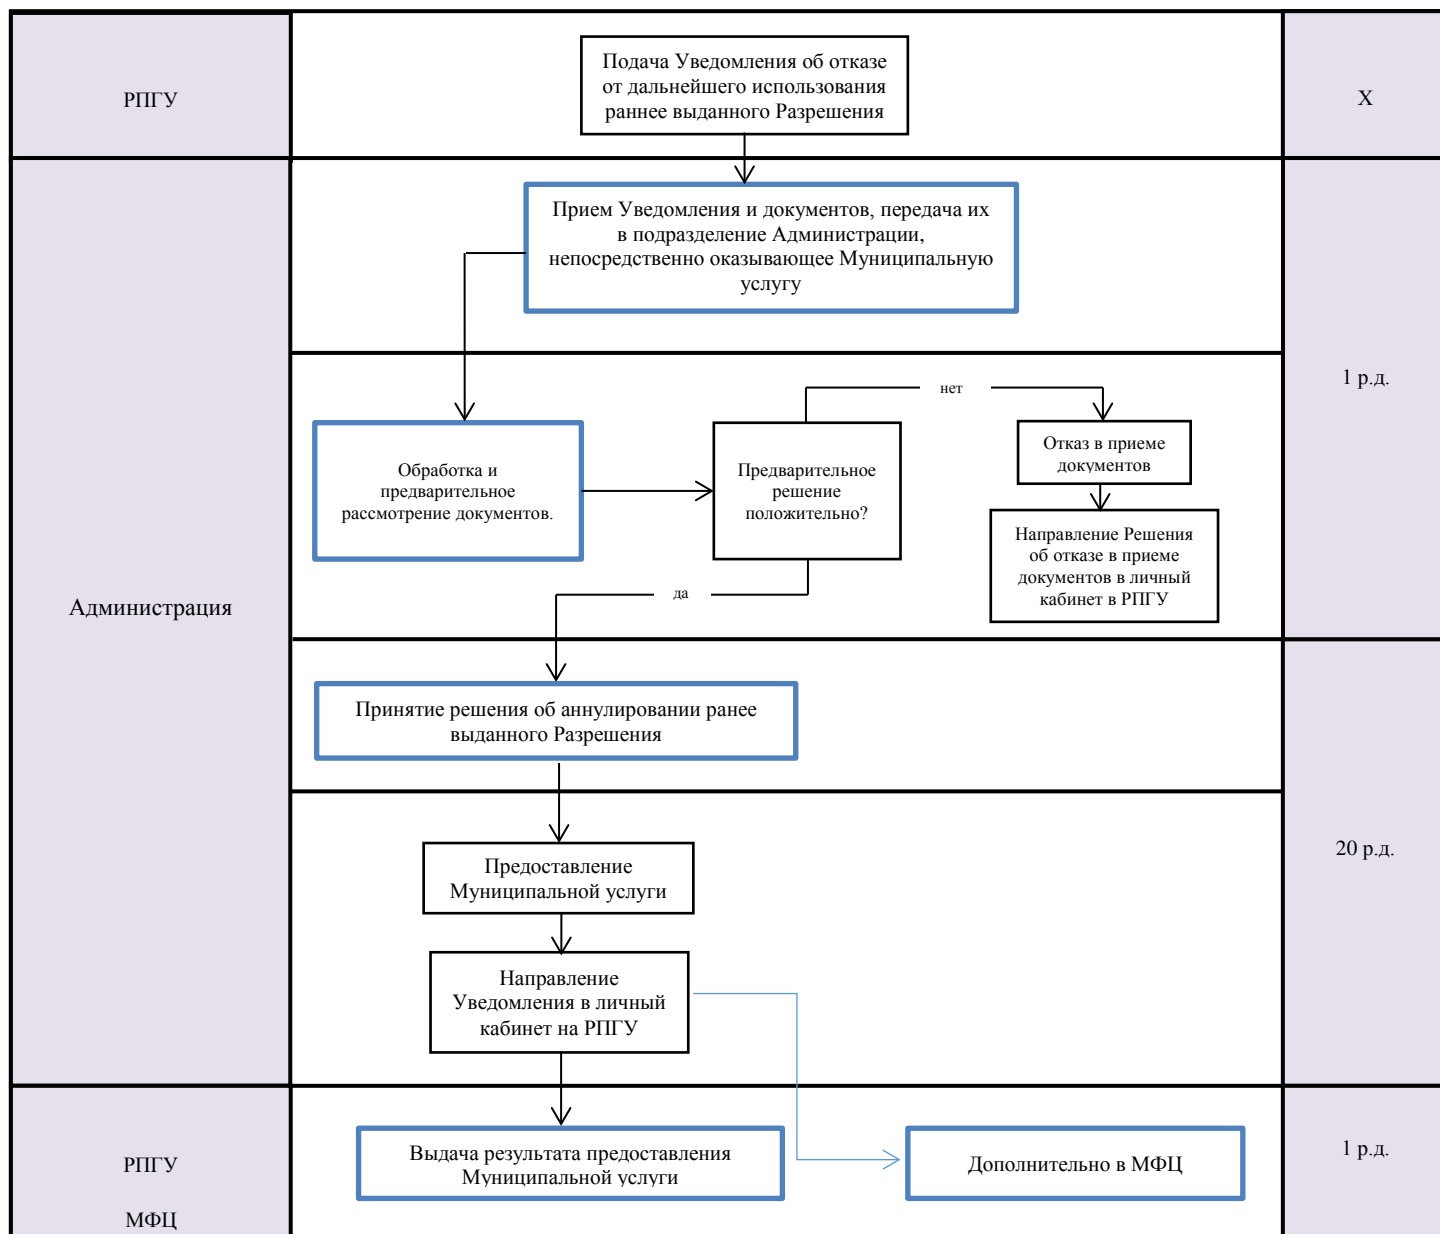 РПГУ
Подача Уведомления об отказе
от дальнейшего использования
раннее выданного Разрешения
X
Администрация
Прием Уведомления и документов, передача их
в подразделение Администрации,
непосредственно оказывающее Муниципальную
услугу
1 р.д.
нет
Обработка и
предварительное
рассмотрение документов.
Предварительное
решение
положительно?
Отказ в приеме
документов
Направление Решения
об отказе в приеме
документов в личный
кабинет в РПГУ
да
Принятие решения об аннулировании ранее
выданного Разрешения
20 р.д.
Предоставление
Муниципальной услуги
Направление
Уведомления в личный
кабинет на РПГУ
РПГУ
МФЦ
Выдача результата предоставления
Муниципальной услуги
Дополнительно в МФЦ
1 р.д.